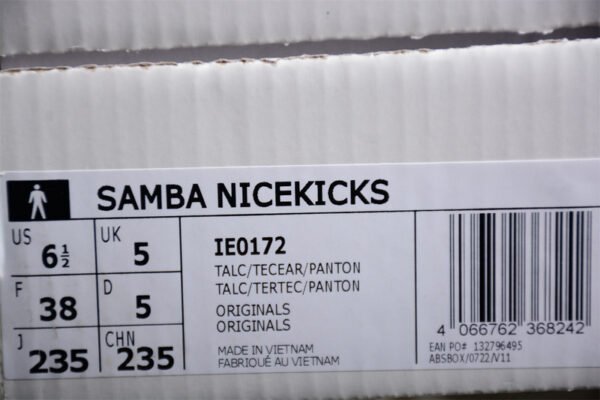 SAMBA NICEKICKS
US 6½ UK 5
F 38 D 5
J 235 CHN 235
IE0172
TALC/TECEAR/PANTON
TALC/TERTEC/PANTON
ORIGINALS
ORIGINALS
MADE IN VIETNAM
FABRIQUÉ AU VIETNAM
4 066762 368242
EAN PO# 132796495
ABSBOX/0722/V11